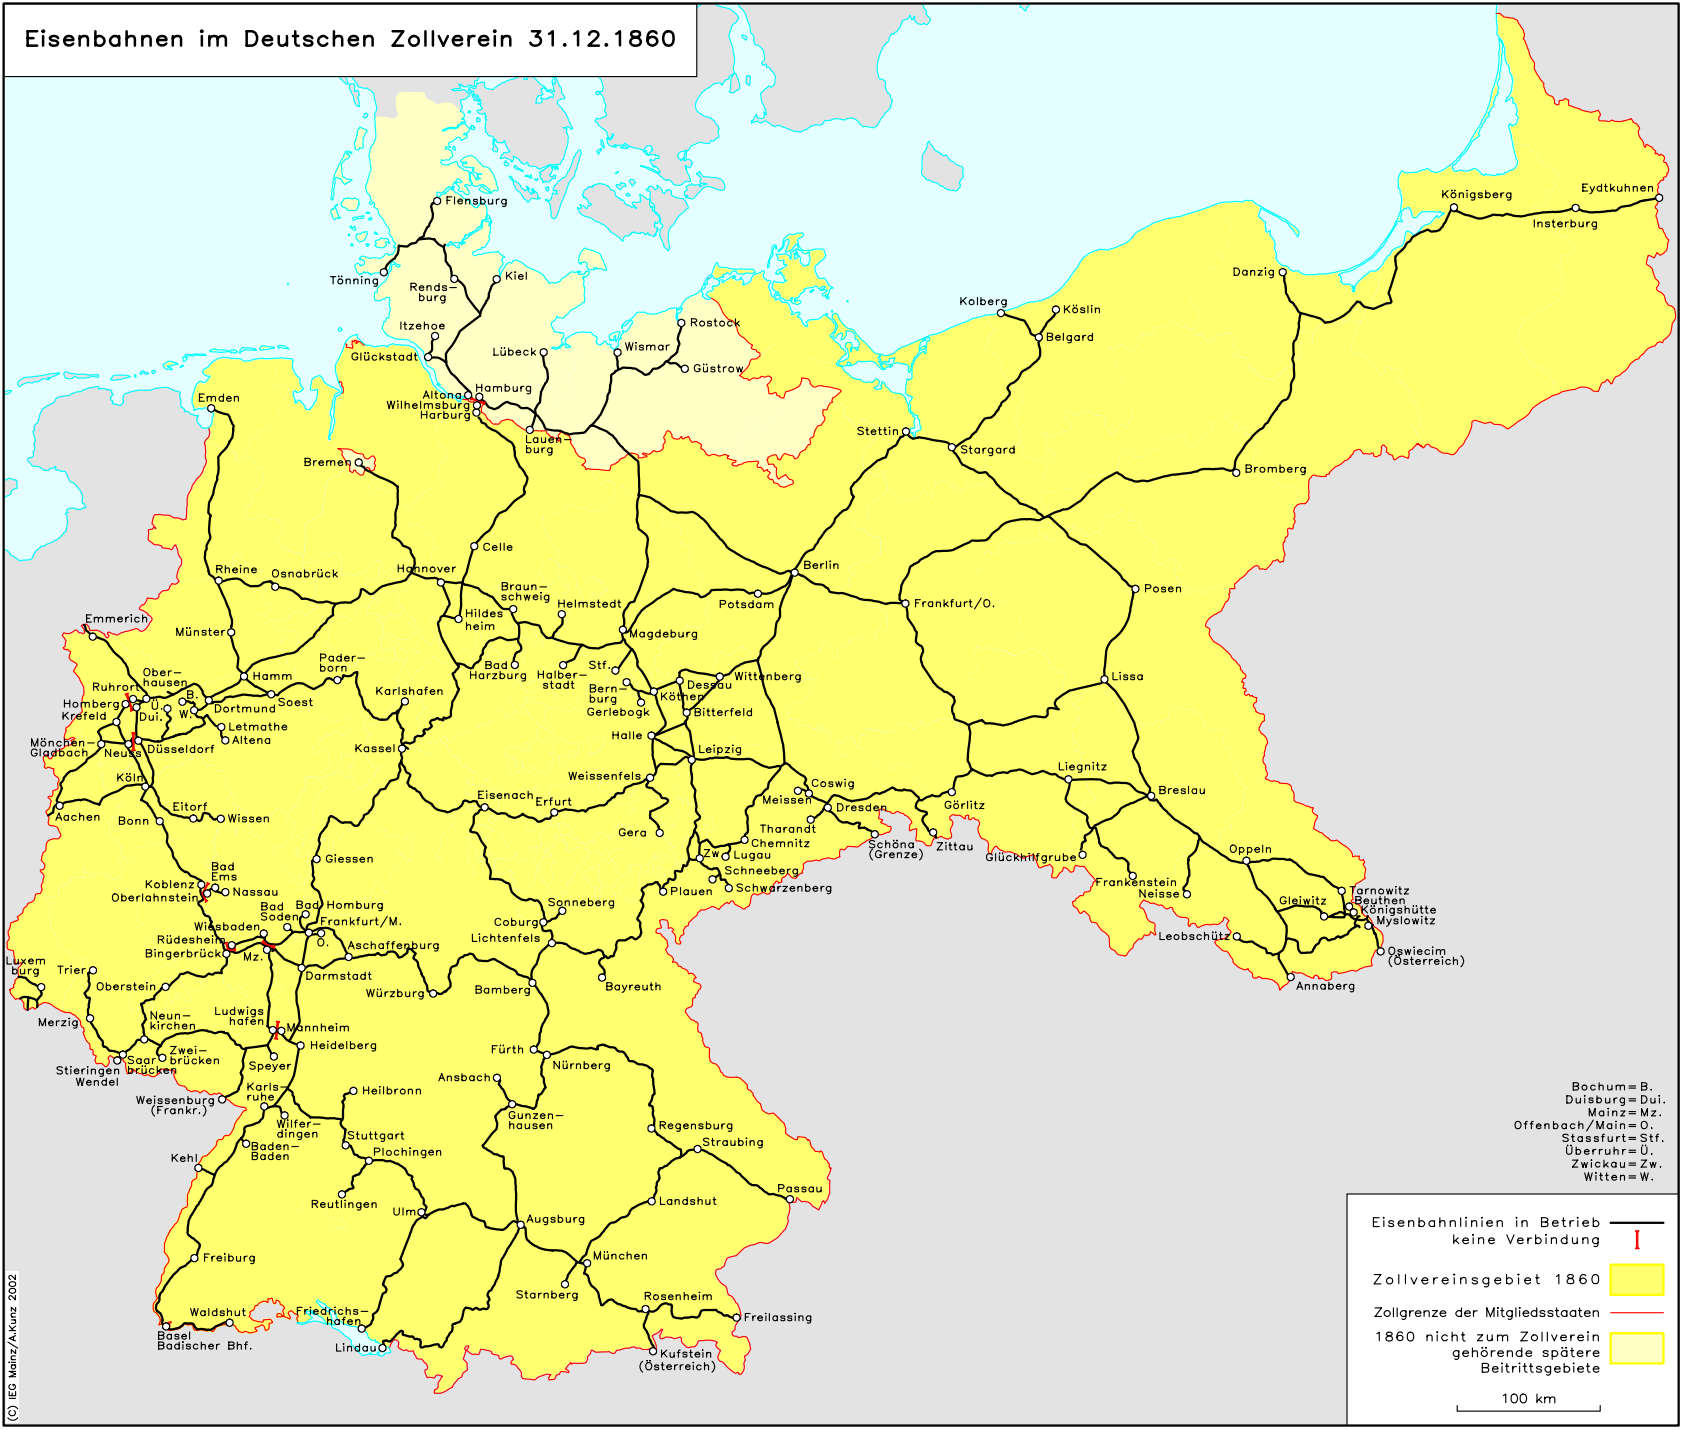 Eisenbahnen im Deutschen Zollverein 31.12.1860
Flensburg
Tönning
Rends-
burg
Kiel
Itzehoe
Glückstadt
Lübeck
Rostock
Wismar
Güstrow
Hamburg
Altona
Wilhelmsburg
Harburg
Lauen-
burg
Emden
Bremen
Königsberg
Eydtkuhnen
Insterburg
Danzig
Kolberg
Köslin
Belgard
Stettin
Stargard
Bromberg
Celle
Rheine
Osnabrück
Hannover
Braun-
schweig
Helmstedt
Hildes
heim
Potsdam
Berlin
Frankfurt/O.
Posen
Emmerich
Münster
Magdeburg
Bad
Harzburg
Halber-
stadt
Stf.
Bern-
burg
Gerlebogk
Dessau
Köthen
Wittenberg
Bitterfeld
Lissa
Ober-
hausen
Ruhrort
Homberg
Krefeld
Ü.
B.
W.
Dui.
Hamm
Pader-
born
Soest
Dortmund
Karlshafen
Letmathe
Altena
Mönchen-
Gladbach
Neuss
Düsseldorf
Kassel
Halle
Leipzig
Weissenfels
Köln
Aachen
Bonn
Eitorf
Wissen
Eisenach
Erfurt
Gera
Coswig
Meissen
Dresden
Tharandt
Chemnitz
Görlitz
Liegnitz
Breslau
Zw.
Lugau
Schneeberg
Schwarzenberg
Plauen
Schöna
(Grenze)
Zittau
Glückhilfgrube
Frankenstein
Neisse
Oppeln
Tarnowitz
Beuthen
Königshütte
Myslowitz
Gleiwitz
Leobschütz
Oswiecim
(Österreich)
Annaberg
Giessen
Koblenz
Bad
Ems
Nassau
Oberlahnstein
Bad
Soden
Bad Homburg
Wiesbaden
Frankfurt/M.
O.
Rüdesheim
Bingerbrück
Mz.
Aschaffenburg
Darmstadt
Würzburg
Coburg
Sonneberg
Lichtenfels
Bamberg
Bayreuth
Luxem
burg
Trier
Oberstein
Merzig
Neun-
kirchen
Ludwigs
hafen
Mannheim
Heidelberg
Speyer
Zwei-
brücken
Saar
brücken
Stieringen
Wendel
Weissenburg
(Frankr.)
Karls-
ruhe
Wilfer-
dingen
Heilbronn
Stuttgart
Plochingen
Reutlingen
Baden-
Baden
Kehl
Ulm
Freiburg
Ansbach
Fürth
Nürnberg
Gunzen-
hausen
Regensburg
Straubing
Passau
Landshut
Augsburg
München
Starnberg
Rosenheim
Freilassing
Kufstein
(Österreich)
Waldshut
Basel
Badischer Bhf.
Friedrichs-
hafen
Lindau
Bochum=B.
Duisburg=Dui.
Mainz=Mz.
Offenbach/Main=O.
Stassfurt=Stf.
Überruhr=Ü.
Zwickau=Zw.
Witten=W.
Eisenbahnlinien in Betrieb
keine Verbindung
Zollvereinsgebiet 1860
Zollgrenze der Mitgliedsstaaten
1860 nicht zum Zollverein
gehörende spätere
Beitrittsgebiete
100 km
(C) IEG Mainz/A.Kunz 2002